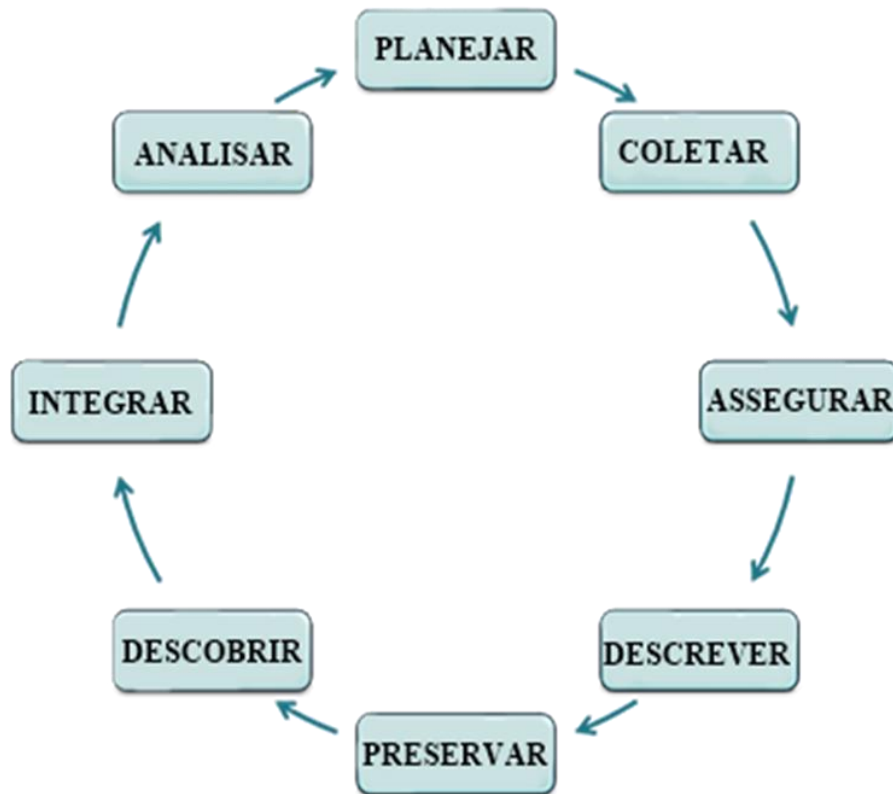 PLANEJAR
COLETAR
ASSEGURAR
DESCREVER
PRESERVAR
DESCOBRIR
INTEGRAR
ANALISAR